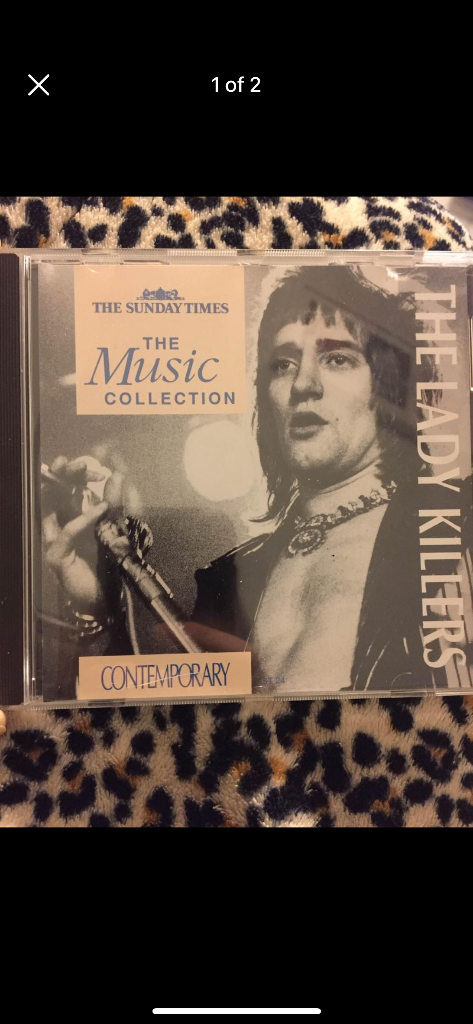 1 of 2
THE SUNDAY TIMES
THE
Music
COLLECTION
THE LADY KILLERS
CONTEMPORARY